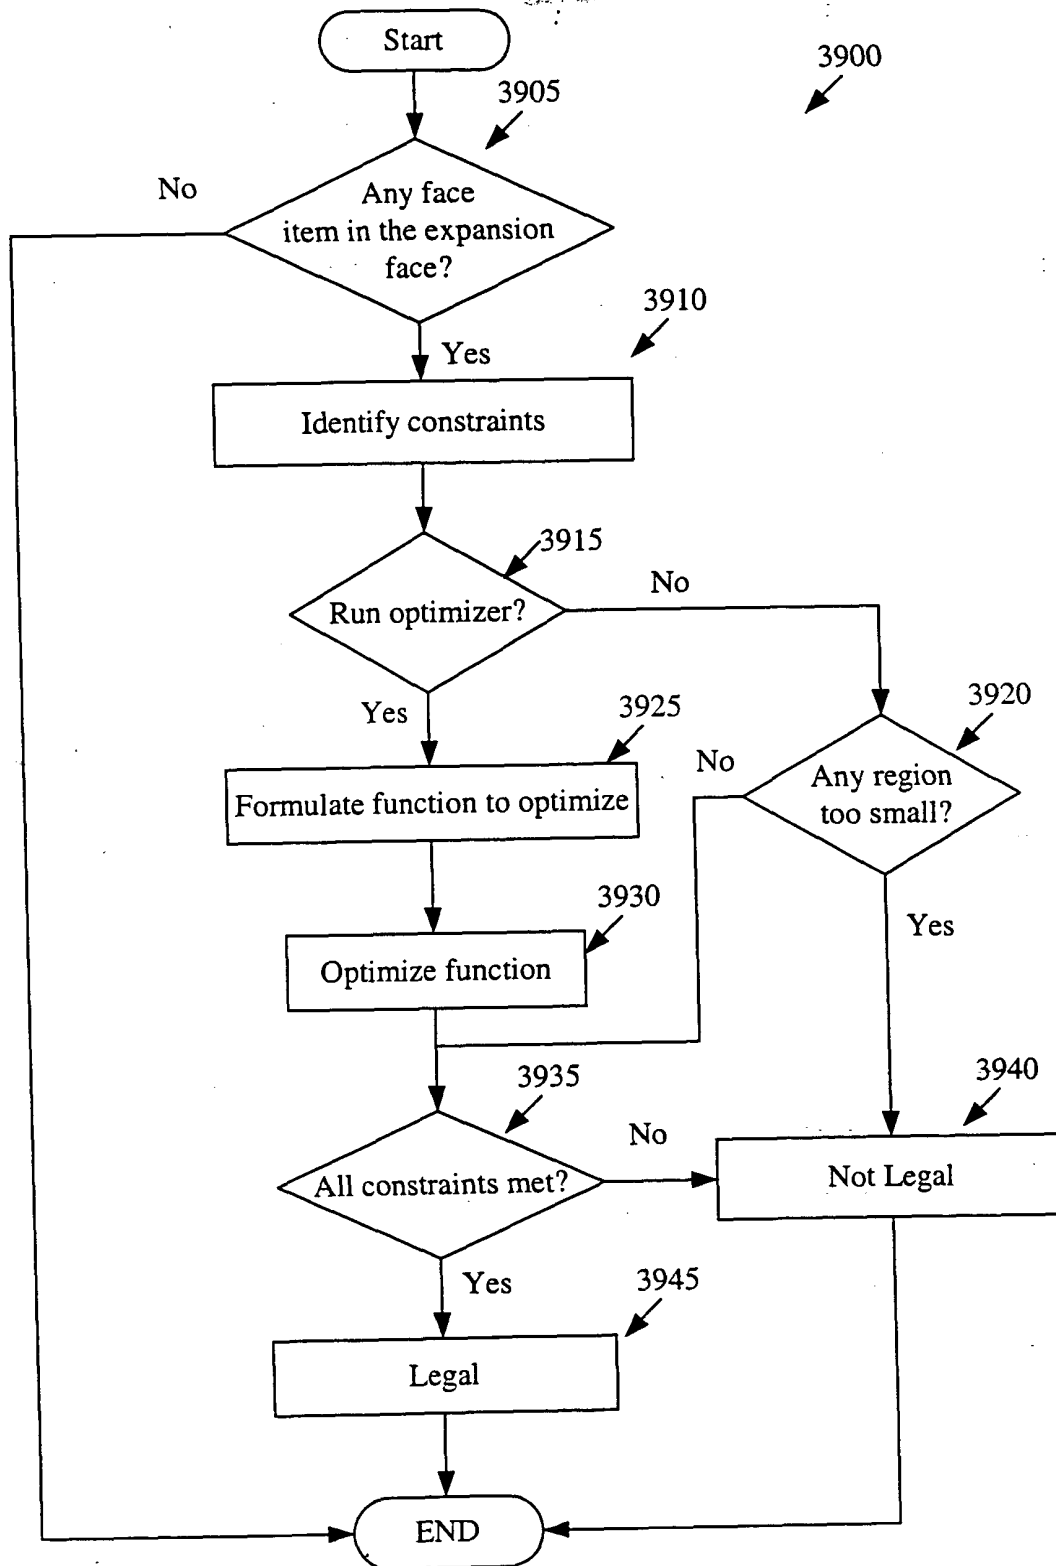 Start
3900
3905
No
Any face
item in the expansion
face?
3910
Yes
Identify constraints
3915
No
Run optimizer?
Yes
3925
3920
No
Any region
too small?
Formulate function to optimize
3930
Yes
Optimize function
3935
3940
No
All constraints met?
Not Legal
Yes
3945
Legal
END